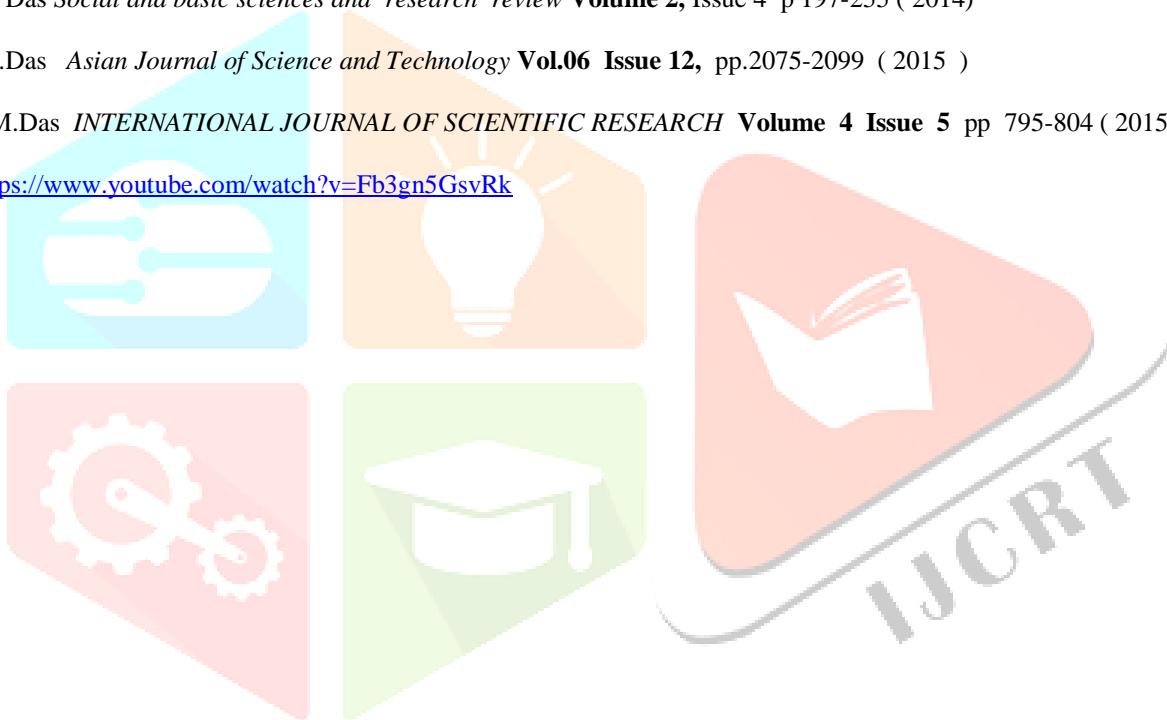 Das Social and basic sciences and research review Volume 2, Issue 4 p 197-255 ( 2014)
.Das Asian Journal of Science and Technology Vol.06 Issue 12, pp.2075-2099 ( 2015 )
M.Das INTERNATIONAL JOURNAL OF SCIENTIFIC RESEARCH Volume 4 Issue 5 pp 795-804 ( 2015
ps://www.youtube.com/watch?v=Fb3gn5GsvRk
IJCRT